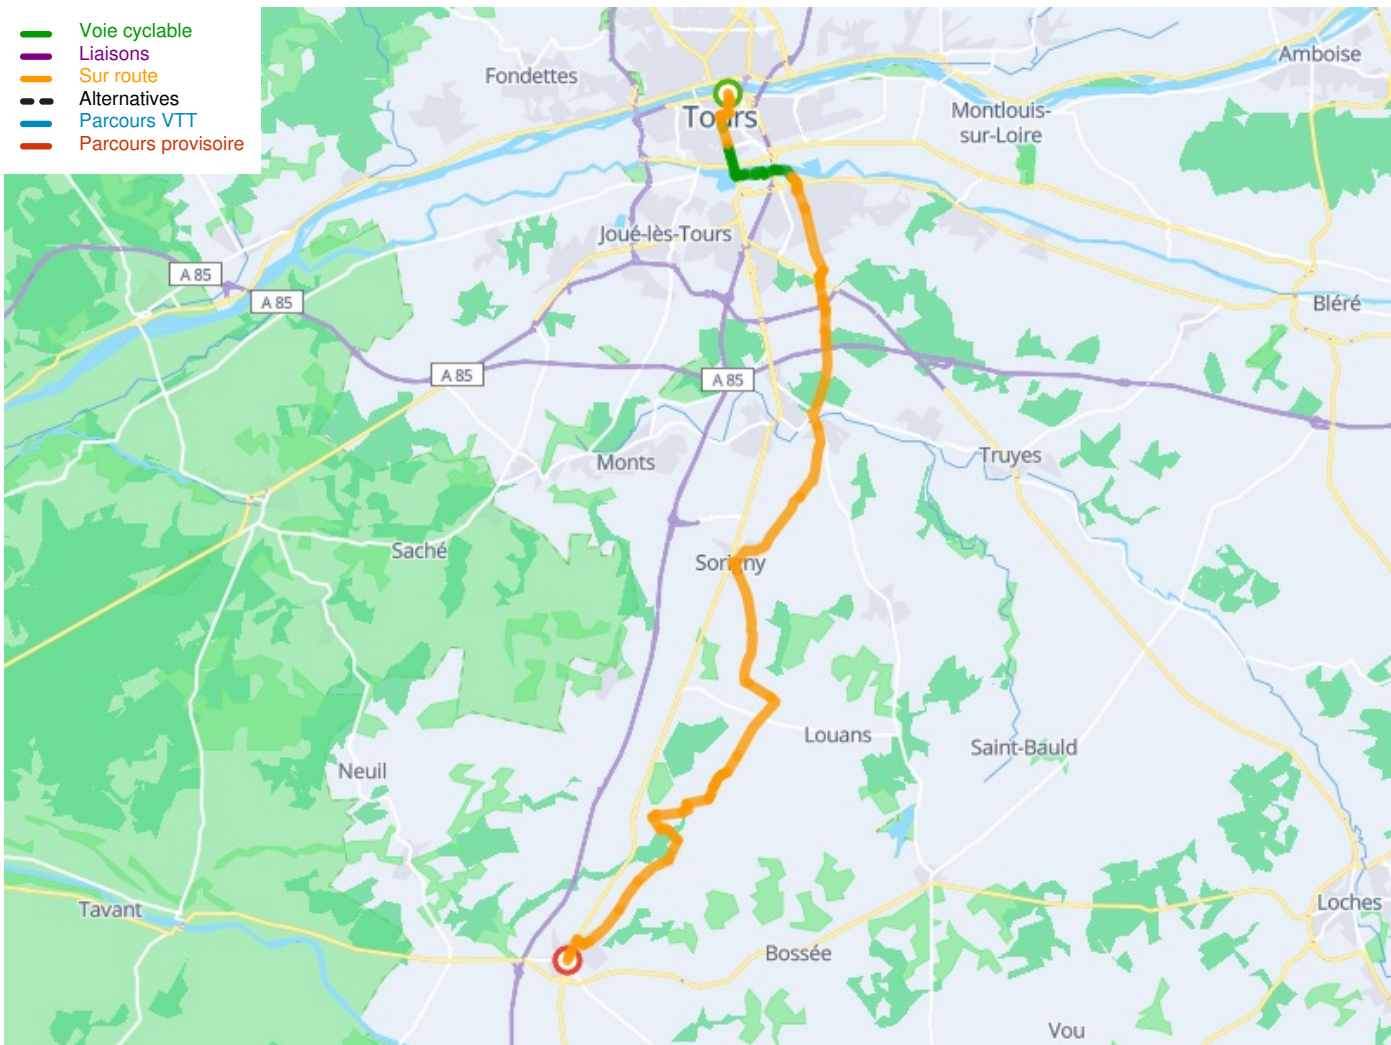 Voie cyclable
Liaisons
Sur route
Alternatives
Parcours VTT
Parcours provisoire
Amboise
Fondettes
Tours
Montlouis-
sur-Loire
Joué-lès-Tours
A 85
A 85
Bléré
A 85
A 85
Monts
Truyes
Saché
Sorigny
Louans
Saint-Bauld
Neuil
Tavant
Loches
Bossée
Vou